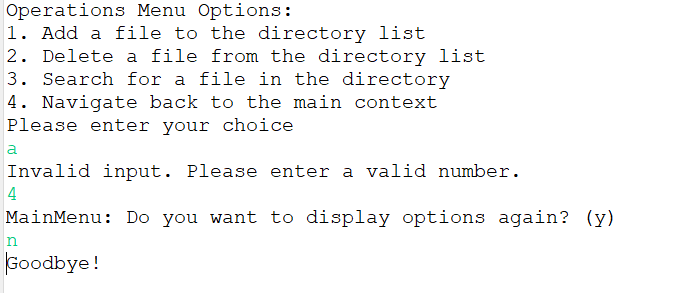 Operations Menu Options:
1. Add a file to the directory list
2. Delete a file from the directory list
3. Search for a file in the directory
4. Navigate back to the main context
Please enter your choice
a
Invalid input. Please enter a valid number.
4
MainMenu: Do you want to display options again? (y)
n
Goodbye!